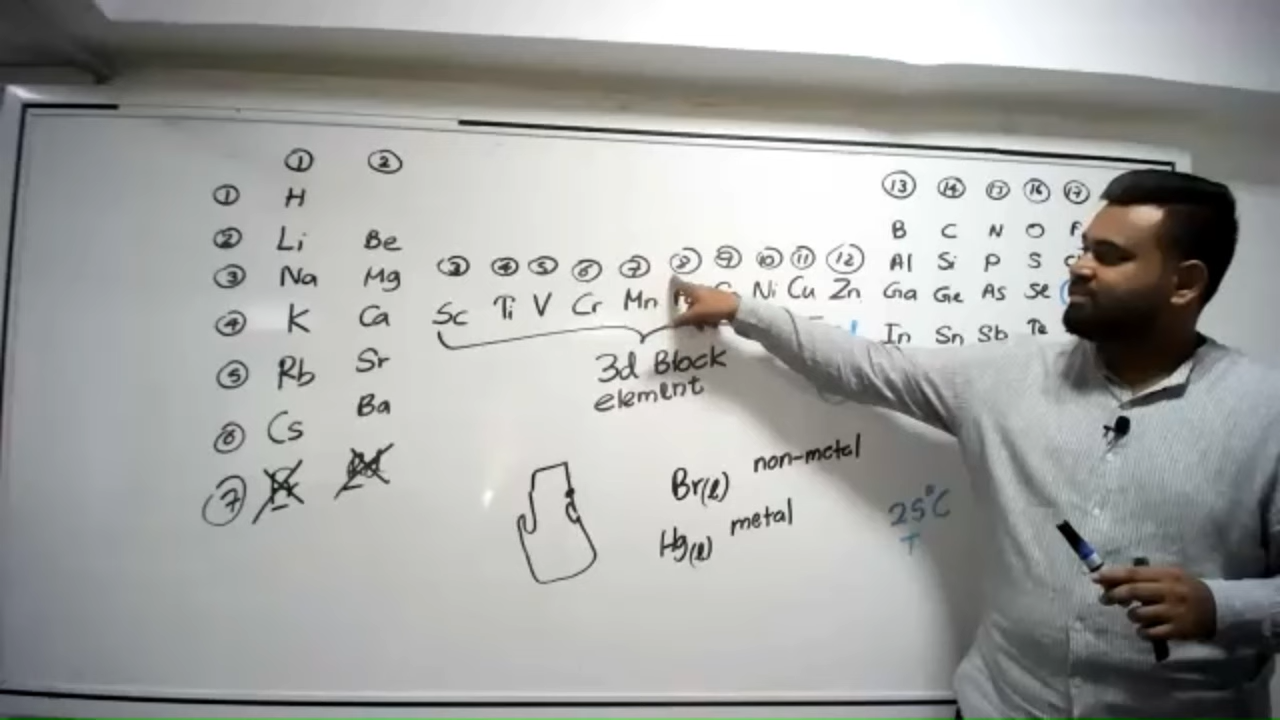 ① ②
⑬ ⑭ ⑮ ⑯ ⑰
① H
B C N O F
② Li Be
③ ④ ⑤ ⑥ ⑦ ⑧ ⑨ ⑩ ⑪ ⑫
Al Si P S
③ Na Mg
Sc Ti V Cr Mn Ni Cu Zn Ga Ge As Se
④ K Ca
In Sn Sb Te
⑤ Rb Sr
3d Block
element
⑥ Cs Ba
⑦
Br(l) non-metal
Hg(l) metal
25°C
T